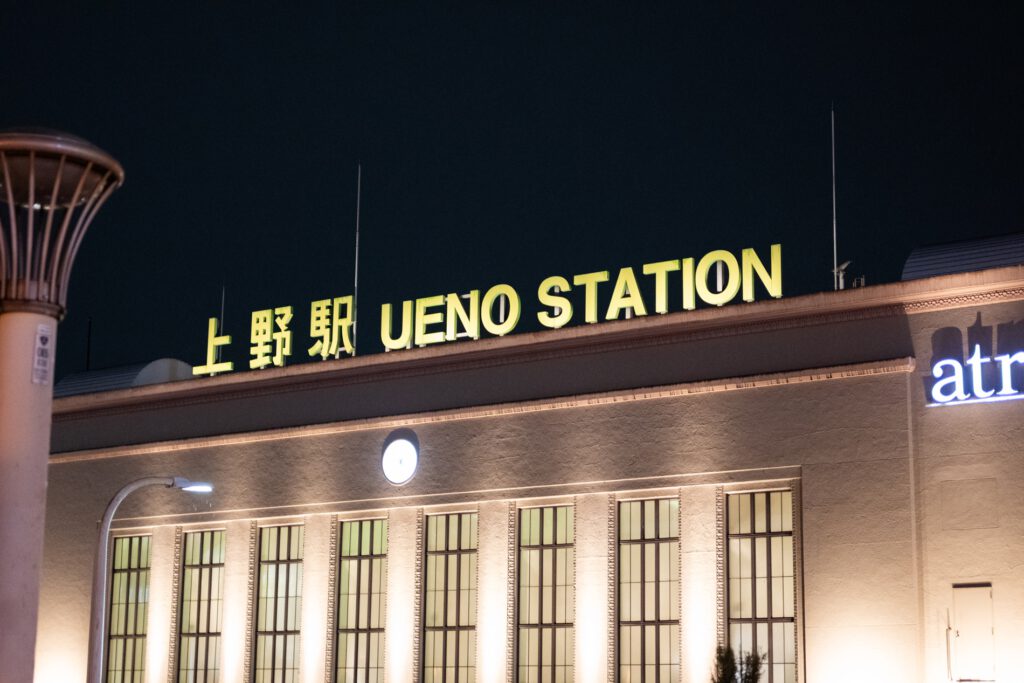 上野駅 UENO STATION
atr